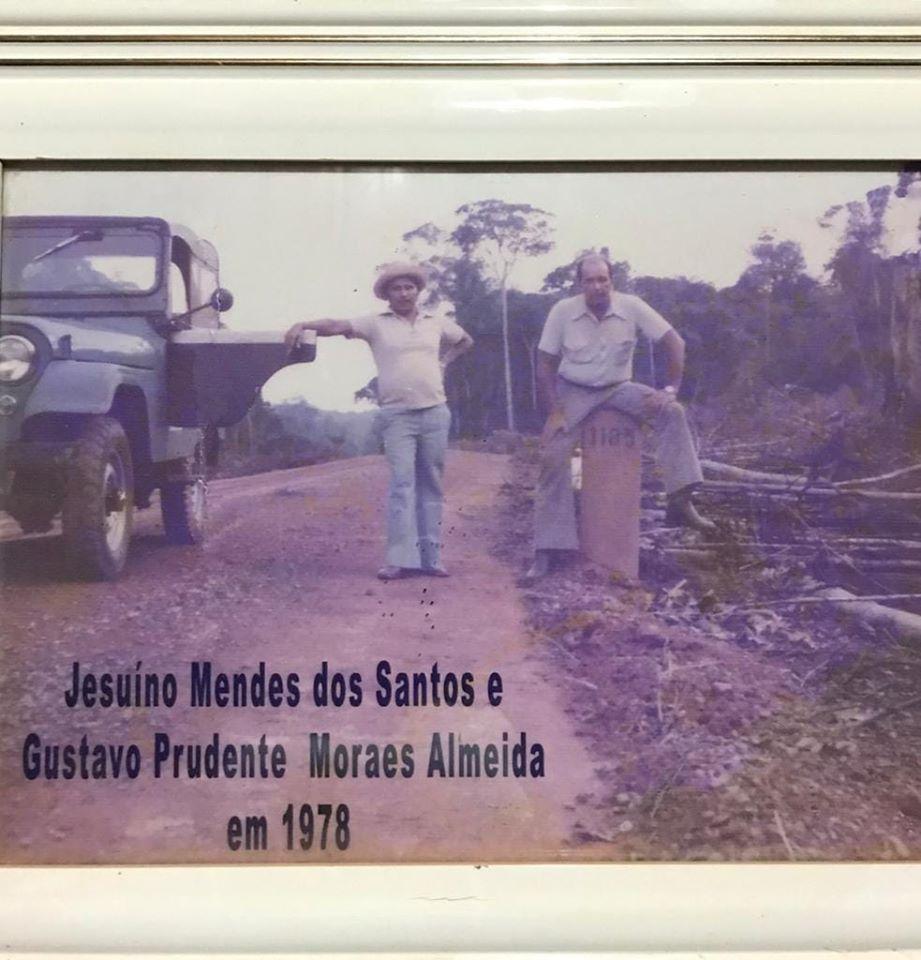 Jesuíno Mendes dos Santos e
Gustavo Prudente Moraes Almeida
em 1978